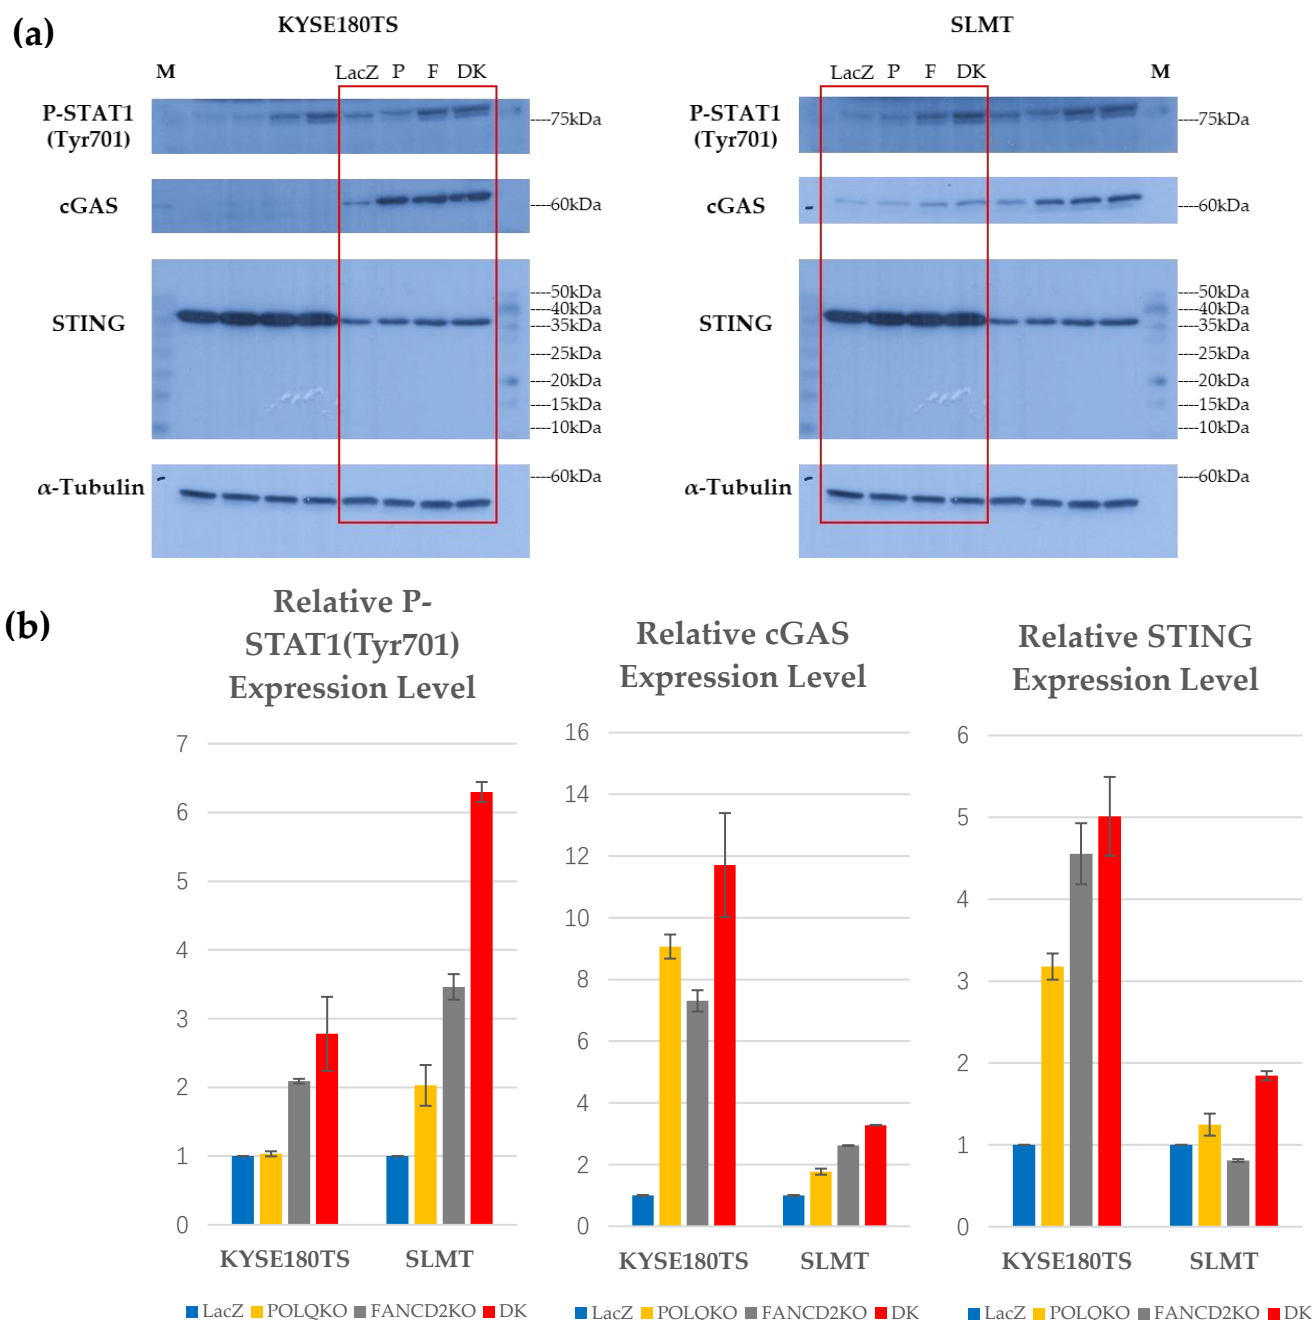 (a)
KYSE180TS
SLMT
M LacZ P F DK
LacZ P F DK M
P-STAT1
(Tyr701)
----75kDa
P-STAT1
(Tyr701)
----75kDa
cGAS
----60kDa
cGAS
----60kDa
STING
----50kDa
----40kDa
----35kDa
----25kDa
----20kDa
----15kDa
----10kDa
STING
----50kDa
----40kDa
----35kDa
----25kDa
----20kDa
----15kDa
----10kDa
α-Tubulin
----60kDa
α-Tubulin
----60kDa
(b)
Relative P-
STAT1(Tyr701)
Expression Level
7
6
5
4
3
2
1
0
KYSE180TS SLMT
LacZ POLQKO FANCD2KO DK
Relative cGAS
Expression Level
16
14
12
10
8
6
4
2
0
KYSE180TS SLMT
LacZ POLQKO FANCD2KO DK
Relative STING
Expression Level
6
5
4
3
2
1
0
KYSE180TS SLMT
LacZ POLQKO FANCD2KO DK